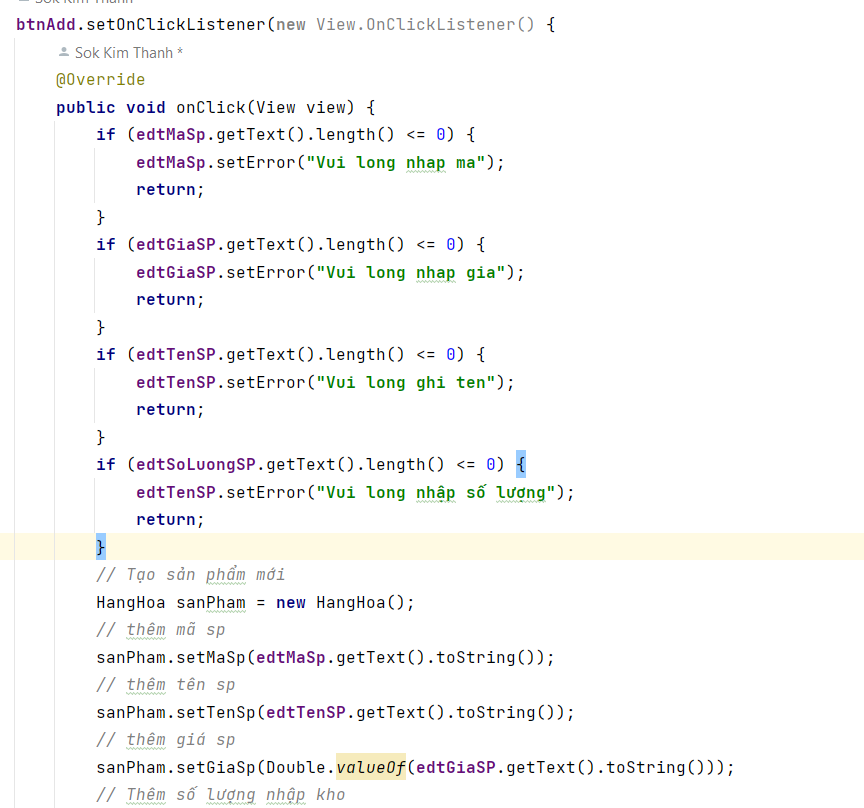 Sok Kim Thanh
btnAdd.setOnClickListener(new View.OnClickListener() {
Sok Kim Thanh *
@Override
public void onClick(View view) {
if (edtMaSp.getText().length() <= 0) {
edtMaSp.setError("Vui long nhap ma");
return;
}
if (edtGiaSP.getText().length() <= 0) {
edtGiaSP.setError("Vui long nhap gia");
return;
}
if (edtTenSP.getText().length() <= 0) {
edtTenSP.setError("Vui long ghi ten");
return;
}
if (edtSoLuongSP.getText().length() <= 0) {
edtTenSP.setError("Vui long nhập số lượng");
return;
}
// Tạo sản phẩm mới
HangHoa sanPham = new HangHoa();
// thêm mã sp
sanPham.setMaSp(edtMaSp.getText().toString());
// thêm tên sp
sanPham.setTenSp(edtTenSP.getText().toString());
// thêm giá sp
sanPham.setGiaSp(Double.valueOf(edtGiaSP.getText().toString()));
// Thêm số lượng nhập kho